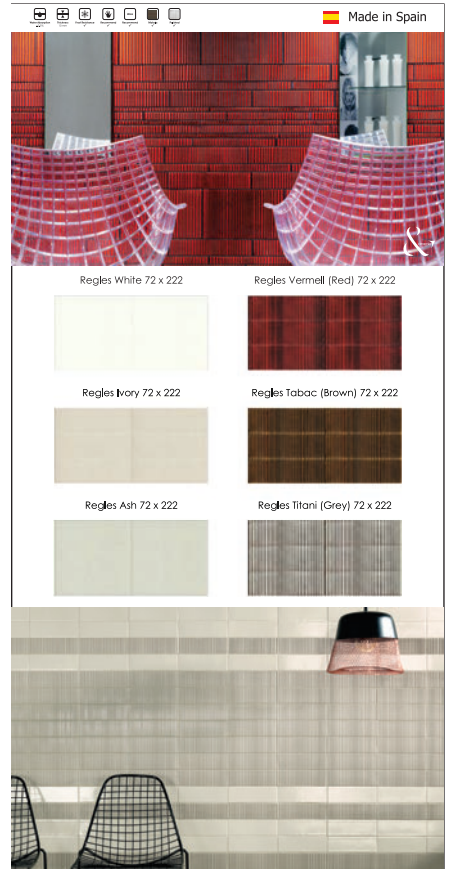 Made in Spain
&
Regles White 72 x 222
Regles Vermell (Red) 72 x 222
Regles Ivory 72 x 222
Regles Tabac (Brown) 72 x 222
Regles Ash 72 x 222
Regles Titani (Grey) 72 x 222